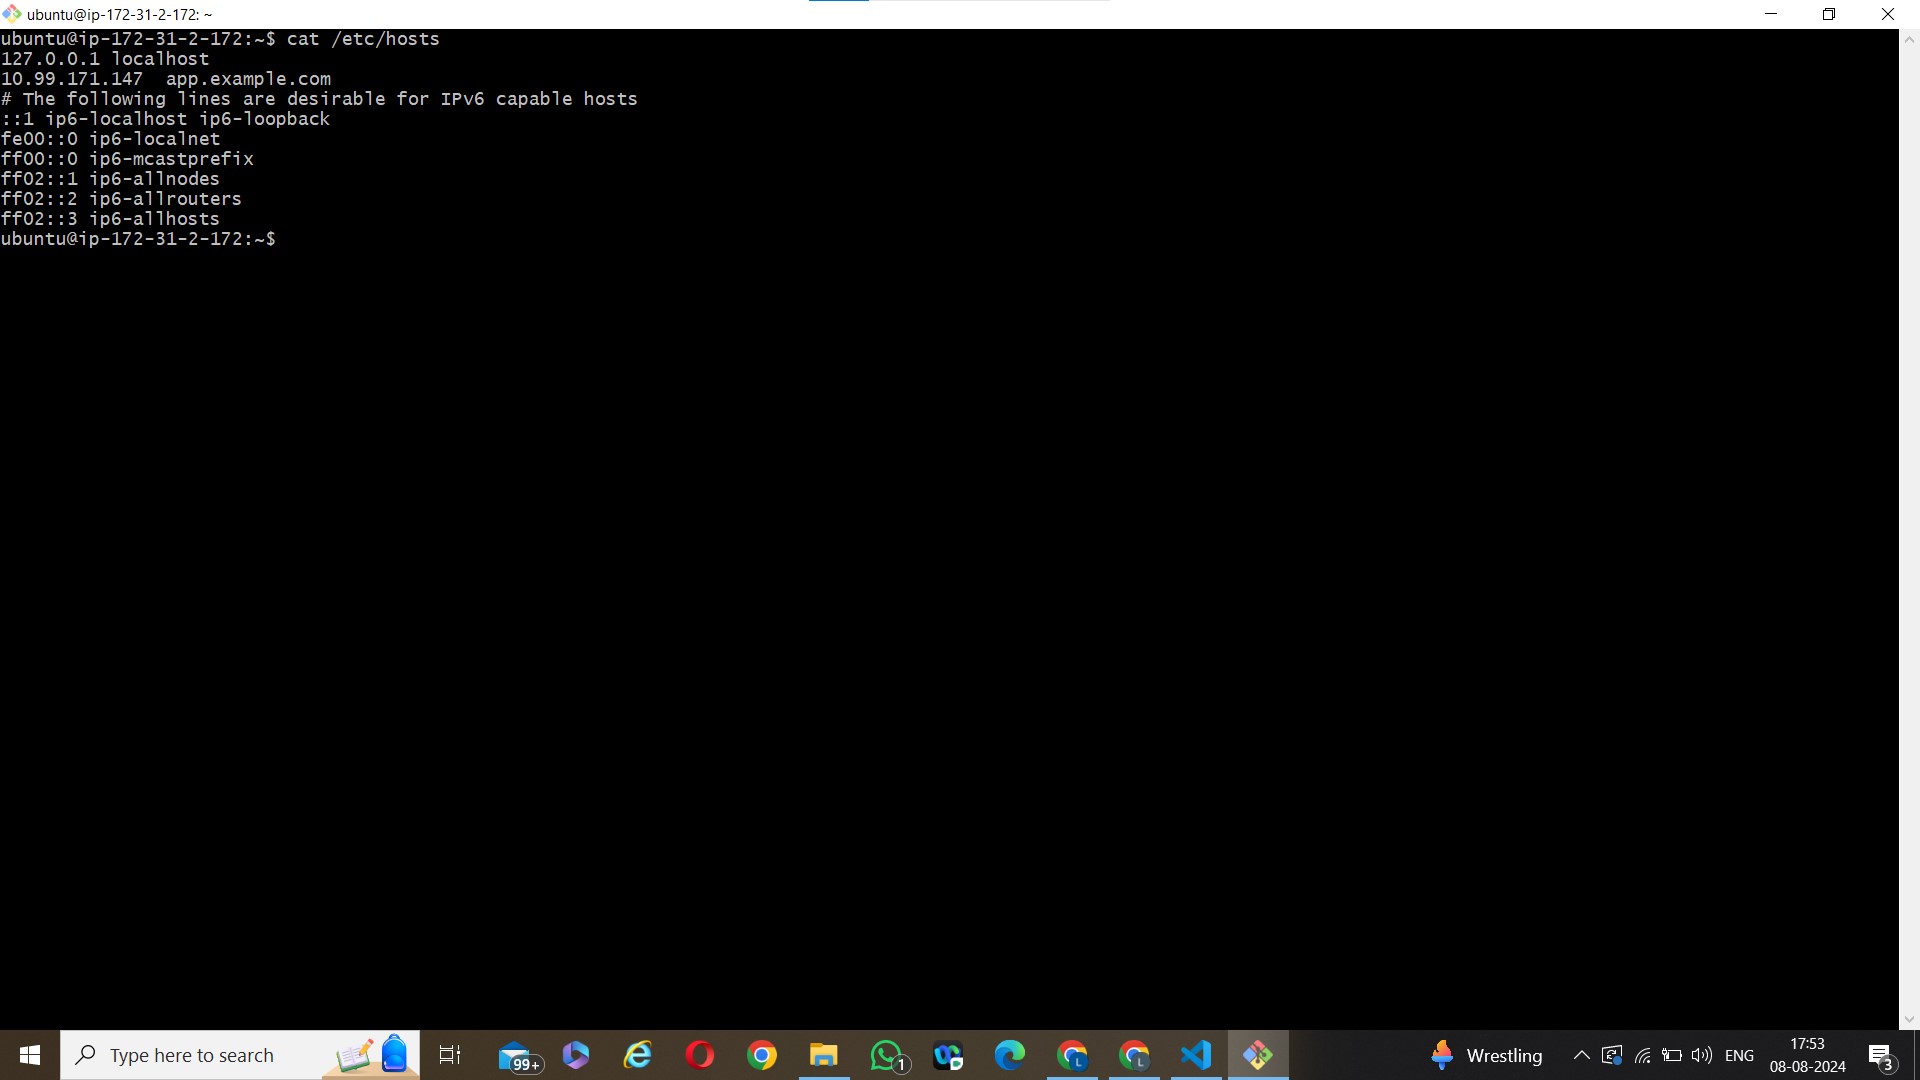 ubuntu@ip-172-31-2-172: ~
ubuntu@ip-172-31-2-172:~$ cat /etc/hosts
127.0.0.1 localhost
10.99.171.147  app.example.com
# The following lines are desirable for IPv6 capable hosts
::1 ip6-localhost ip6-loopback
fe00::0 ip6-localnet
ff00::0 ip6-mcastprefix
ff02::1 ip6-allnodes
ff02::2 ip6-allrouters
ff02::3 ip6-allhosts
ubuntu@ip-172-31-2-172:~$
Type here to search
99+
1
L
L
Wrestling
ENG
17:53
08-08-2024
3